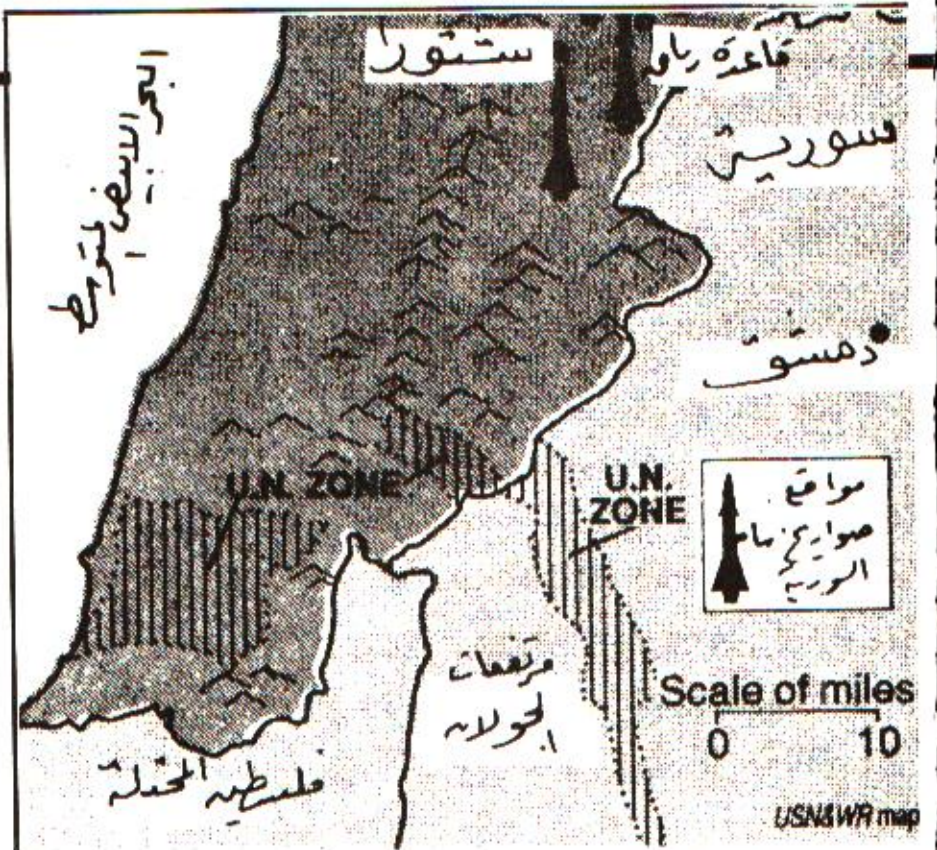 البحر الابيض المتوسط
شتورا
قاعدة رياق
سورية
دمشق
U.N. ZONE
U.N.
ZONE
مواقع
صواريخ سام
السورية
مرتفعات
الجولان
فلسطين المحتلة
Scale of miles
0 10
USN&WR map